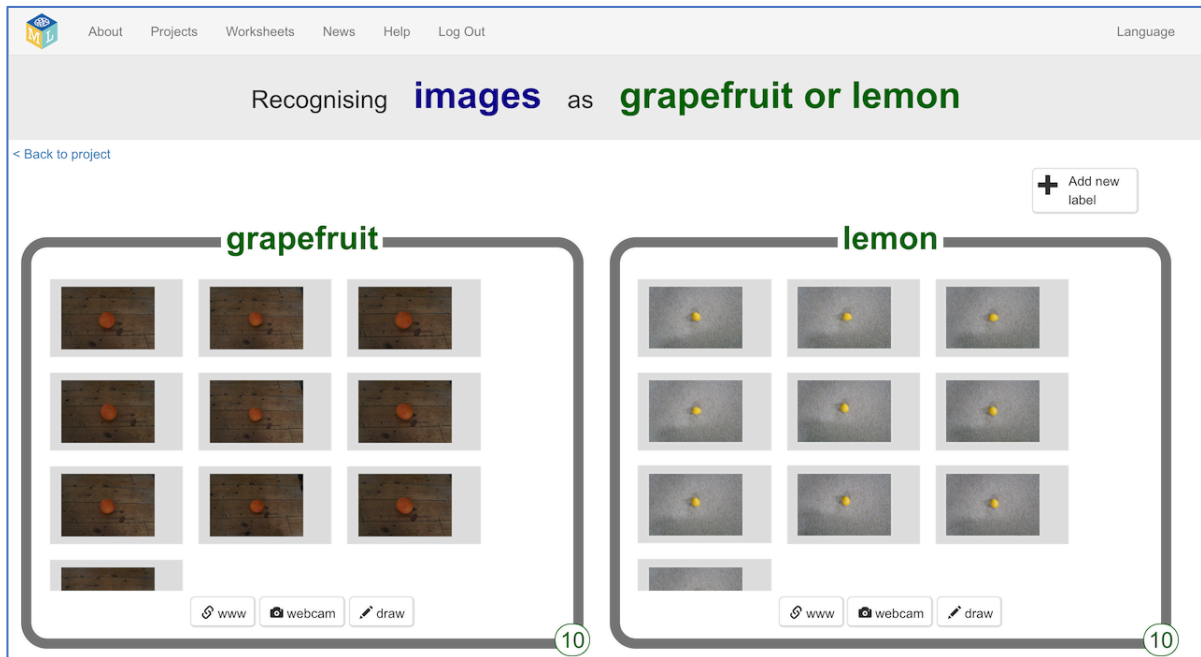 ML
About Projects Worksheets News Help Log Out Language
Recognising images as grapefruit or lemon
< Back to project
Add new
label
grapefruit
www webcam draw
10
lemon
www webcam draw
10